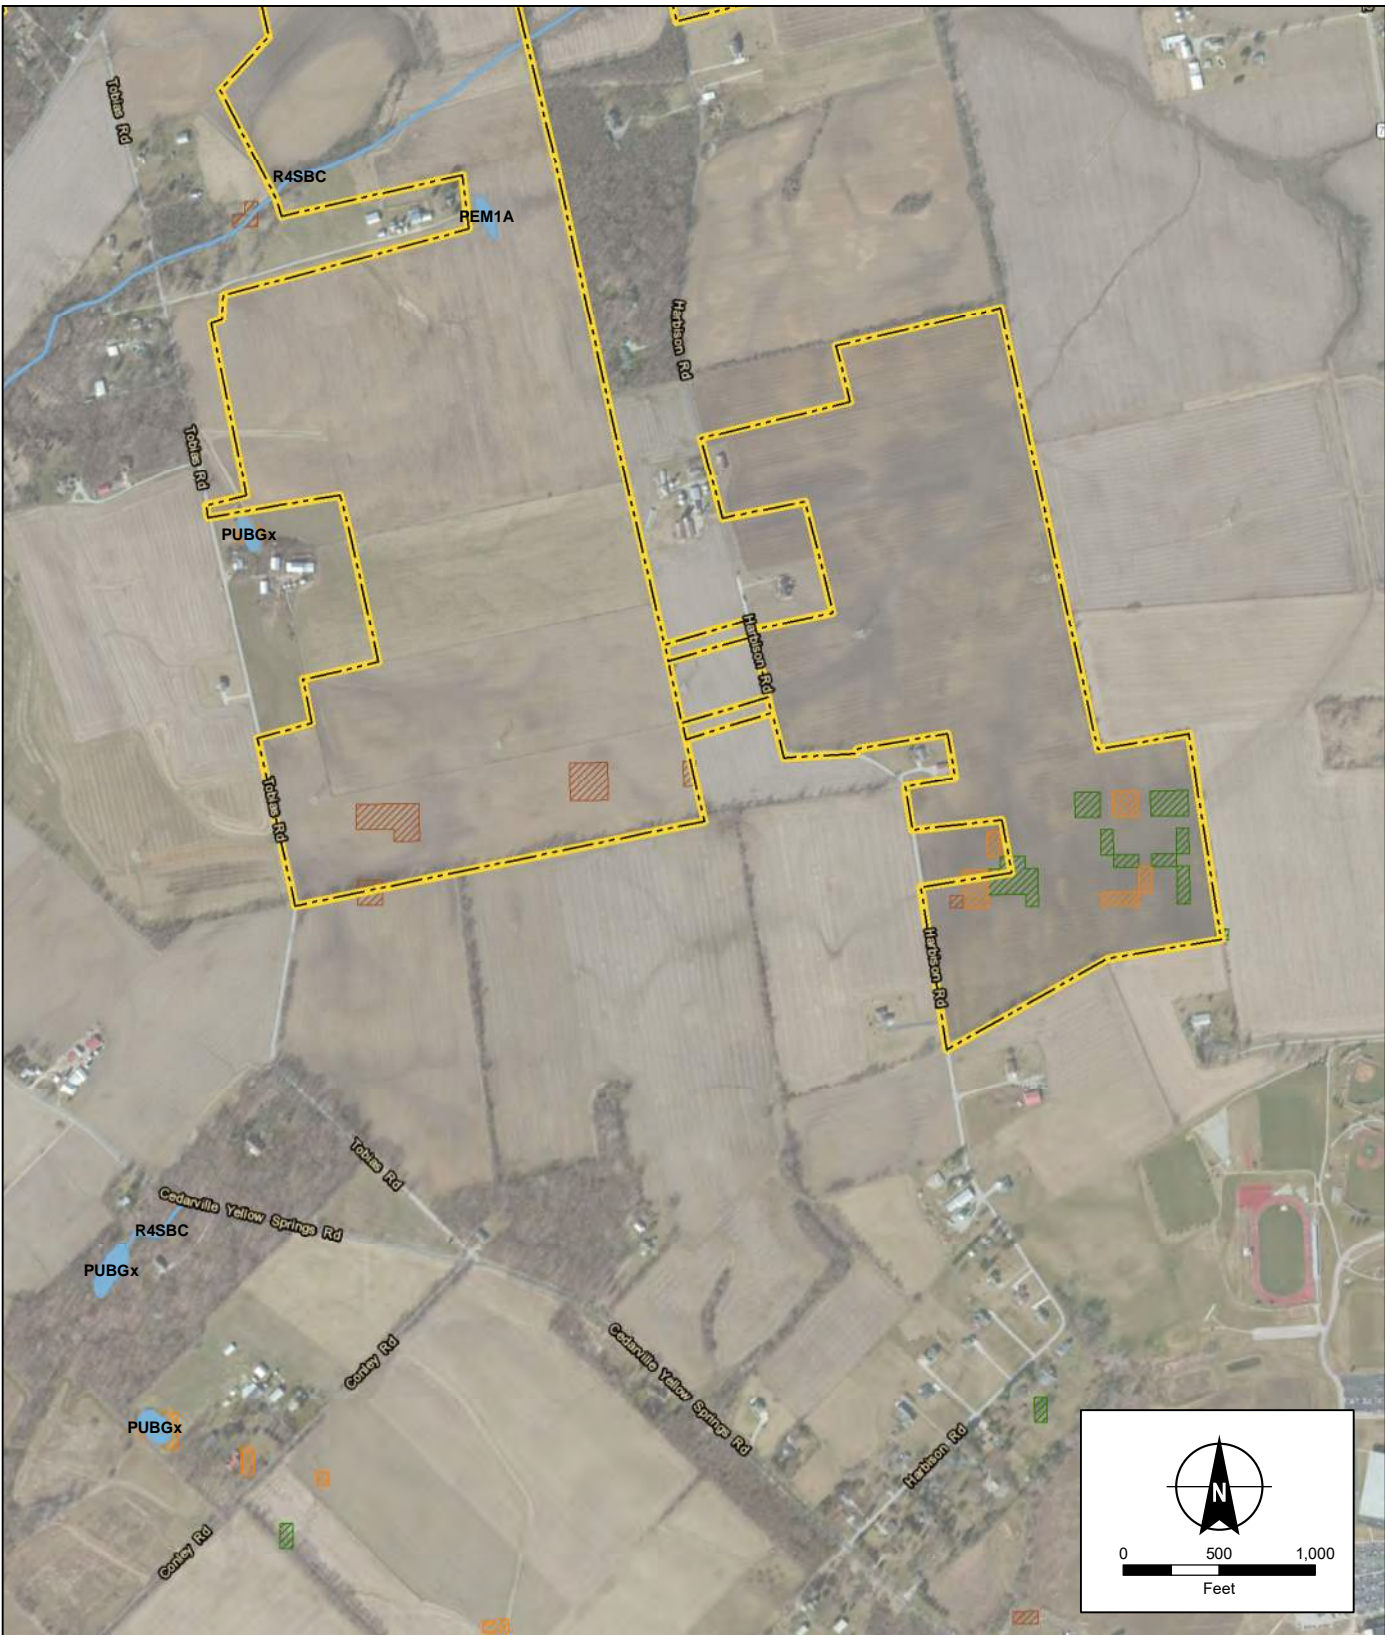 Tobias Rd
R4SBC
PEM1A
Harbison Rd
Tobias Rd
PUBGx
Harbison Rd
Tobias Rd
Harbison Rd
Tobias Rd
Cedarville Yellow Springs Rd
R4SBC
PUBGx
Conley Rd
Cedarville Yellow Springs Rd
PUBGx
Harbison Rd
Conley Rd
N
0 500 1,000
Feet